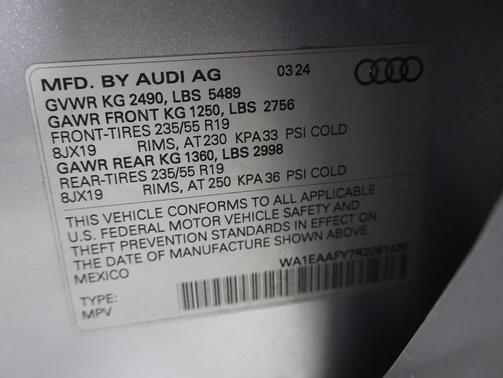 MFD. BY AUDI AG 03 24
GVWR KG 2490, LBS 5489
GAWR FRONT KG 1250, LBS 2756
FRONT-TIRES 235/55 R19
8JX19 RIMS, AT 230 KPA 33 PSI COLD
GAWR REAR KG 1360, LBS 2998
REAR-TIRES 235/55 R19
8JX19 RIMS, AT 250 KPA 36 PSI COLD
THIS VEHICLE CONFORMS TO ALL APPLICABLE
U.S. FEDERAL MOTOR VEHICLE SAFETY AND
THEFT PREVENTION STANDARDS IN EFFECT ON
THE DATE OF MANUFACTURE SHOWN ABOVE.
MEXICO
TYPE:
MPV